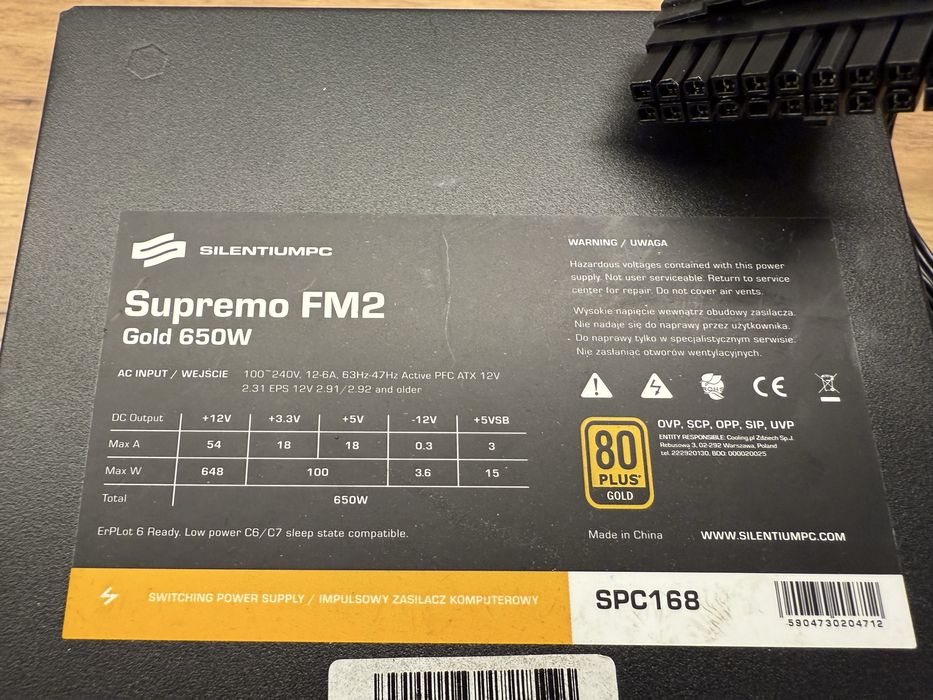 SILENTIUMPC
Supremo FM2
Gold 650W
AC INPUT / WEJŚCIE 100~240V, 12-6A, 63Hz-47Hz Active PFC ATX 12V
2.31 EPS 12V 2.91/2.92 and older
DC Output +12V +3.3V +5V -12V +5VSB
Max A 54 18 18 0.3 3
Max W 648 100 3.6 15
Total 650W
ErPLot 6 Ready. Low power C6/C7 sleep state compatible.
WARNING / UWAGA
Hazardous voltages contained with this power
supply. Not user serviceable. Return to service
center for repair. Do not cover air vents.
Wysokie napięcie wewnątrz obudowy zasilacza.
Nie nadaje się do naprawy przez użytkownika.
Do naprawy tylko w specjalistycznym serwisie.
Nie zasłaniać otworów wentylacyjnych.
RoHS
CE
80
PLUS
GOLD
OVP, SCP, OPP, SIP, UVP
ENTITY RESPONSIBLE: Cooling.pl Zdziech Sp.J.
Rebusowa 3, 02-292 Warszawa, Poland
tel. 222920130, BDO: 000020025
Made in China WWW.SILENTIUMPC.COM
SWITCHING POWER SUPPLY / IMPULSOWY ZASILACZ KOMPUTEROWY
SPC168
5904730204712